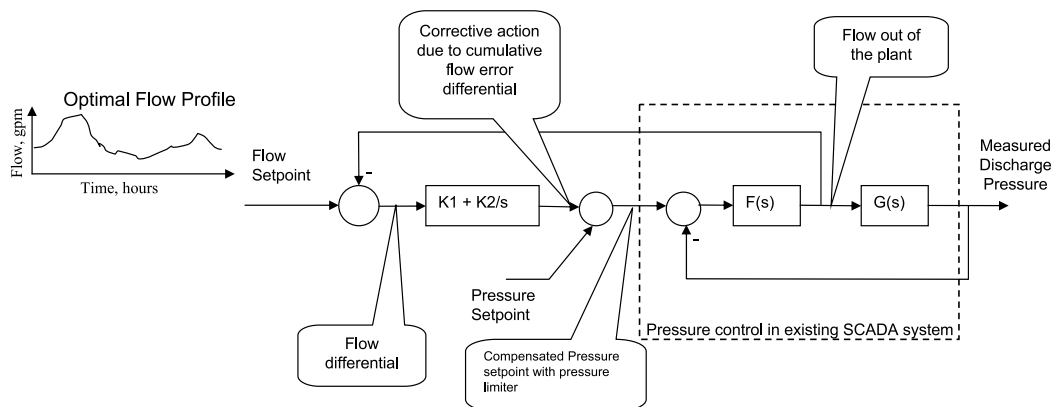 Optimal Flow Profile
Flow, gpm
Time, hours
Flow
Setpoint
-
K1 + K2/s
Flow
differential
Corrective action
due to cumulative
flow error
differential
Pressure
Setpoint
Compensated Pressure
setpoint with pressure
limiter
-
F(s)
Flow out of
the plant
G(s)
Measured
Discharge
Pressure
Pressure control in existing SCADA system